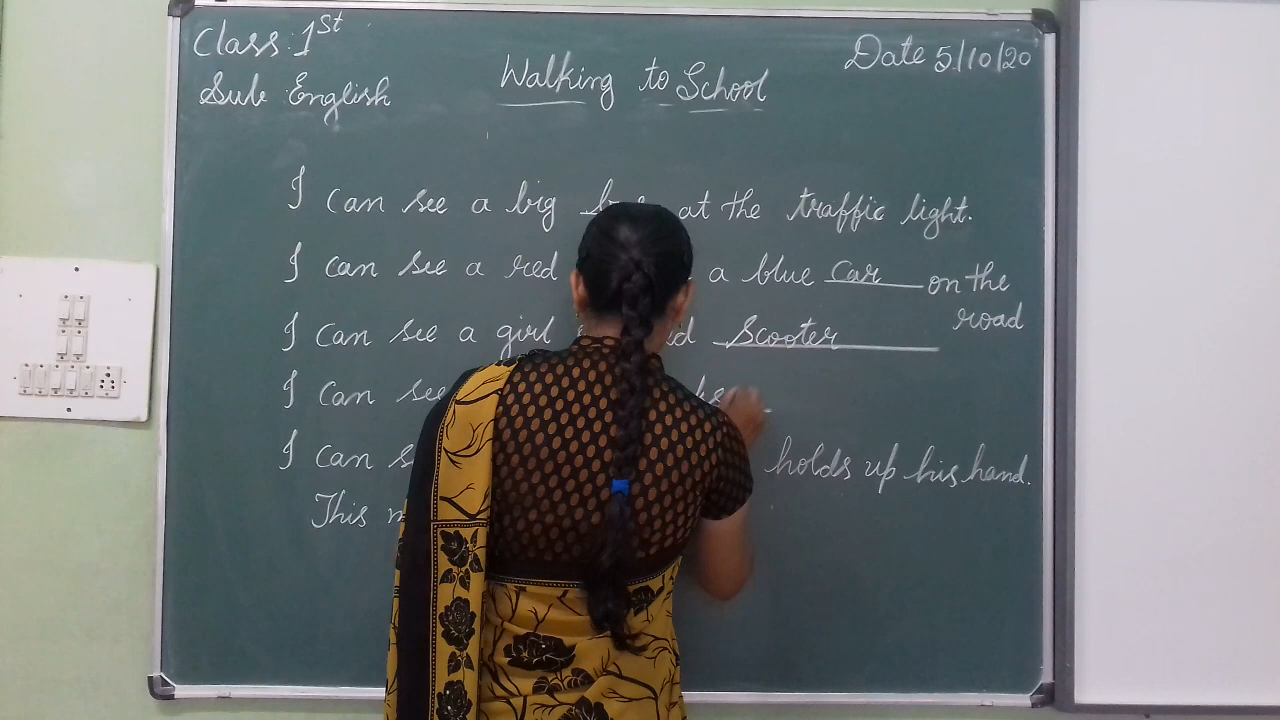 Class : 1st
Date 5/10/20
Sub : English
Walking to School
I can see a big at the traffic light.
I can see a red a blue Car on the
road
I can see a girl Scooter
I can see
I can holds up his hand.
This